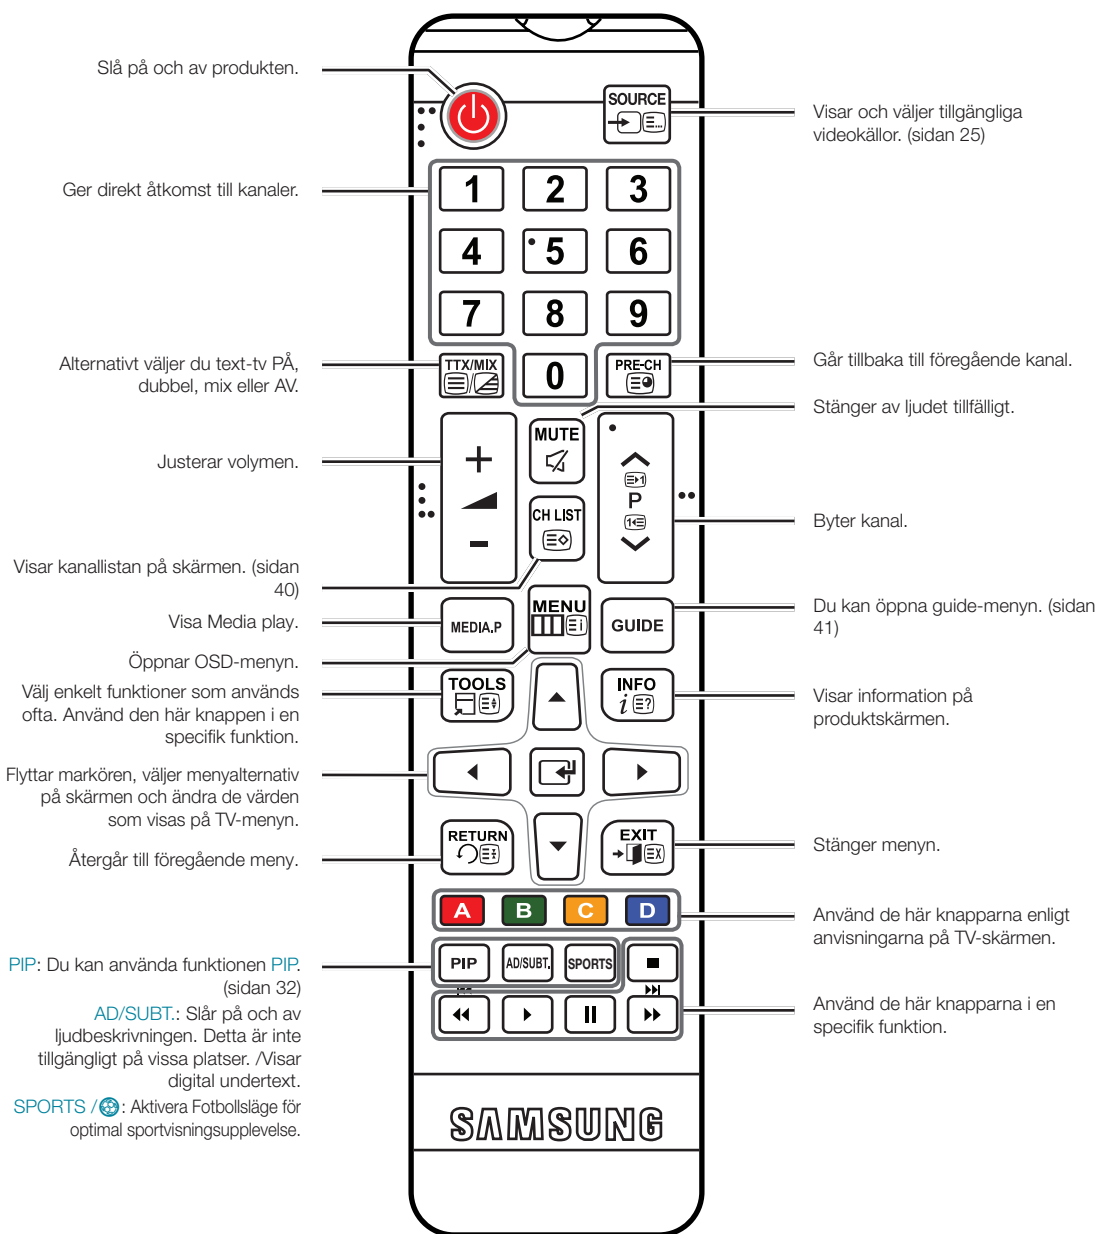 Slå på och av produkten.
SOURCE
Visar och väljer tillgängliga
videokällor. (sidan 25)
Ger direkt åtkomst till kanaler.
1 2 3
4 5 6
7 8 9
Alternativt väljer du text-tv PÅ,
dubbel, mix eller AV.
TTX/MIX
0
PRE-CH
Går tillbaka till föregående kanal.
Stänger av ljudet tillfälligt.
MUTE
Justerar volymen.
P
CH LIST
Byter kanal.
Visar kanallistan på skärmen. (sidan
40)
Visa Media play.
MEDIA.P
MENU
GUIDE
Du kan öppna guide-menyn. (sidan
41)
Öppnar OSD-menyn.
Välj enkelt funktioner som används
ofta. Använd den här knappen i en
specifik funktion.
TOOLS
INFO
Visar information på
produktskärmen.
Flyttar markören, väljer menyalternativ
på skärmen och ändra de värden
som visas på TV-menyn.
Återgår till föregående meny.
RETURN
EXIT
Stänger menyn.
A B C D
Använd de här knapparna enligt
anvisningarna på TV-skärmen.
PIP: Du kan använda funktionen PIP.
(sidan 32)
PIP AD/SUBT. SPORTS
AD/SUBT.: Slår på och av
ljudbeskrivningen. Detta är inte
tillgängligt på vissa platser. /Visar
digital undertext.
Använd de här knapparna i en
specifik funktion.
SPORTS / : Aktivera Fotbollsläge för
optimal sportvisningsupplevelse.
SAMSUNG